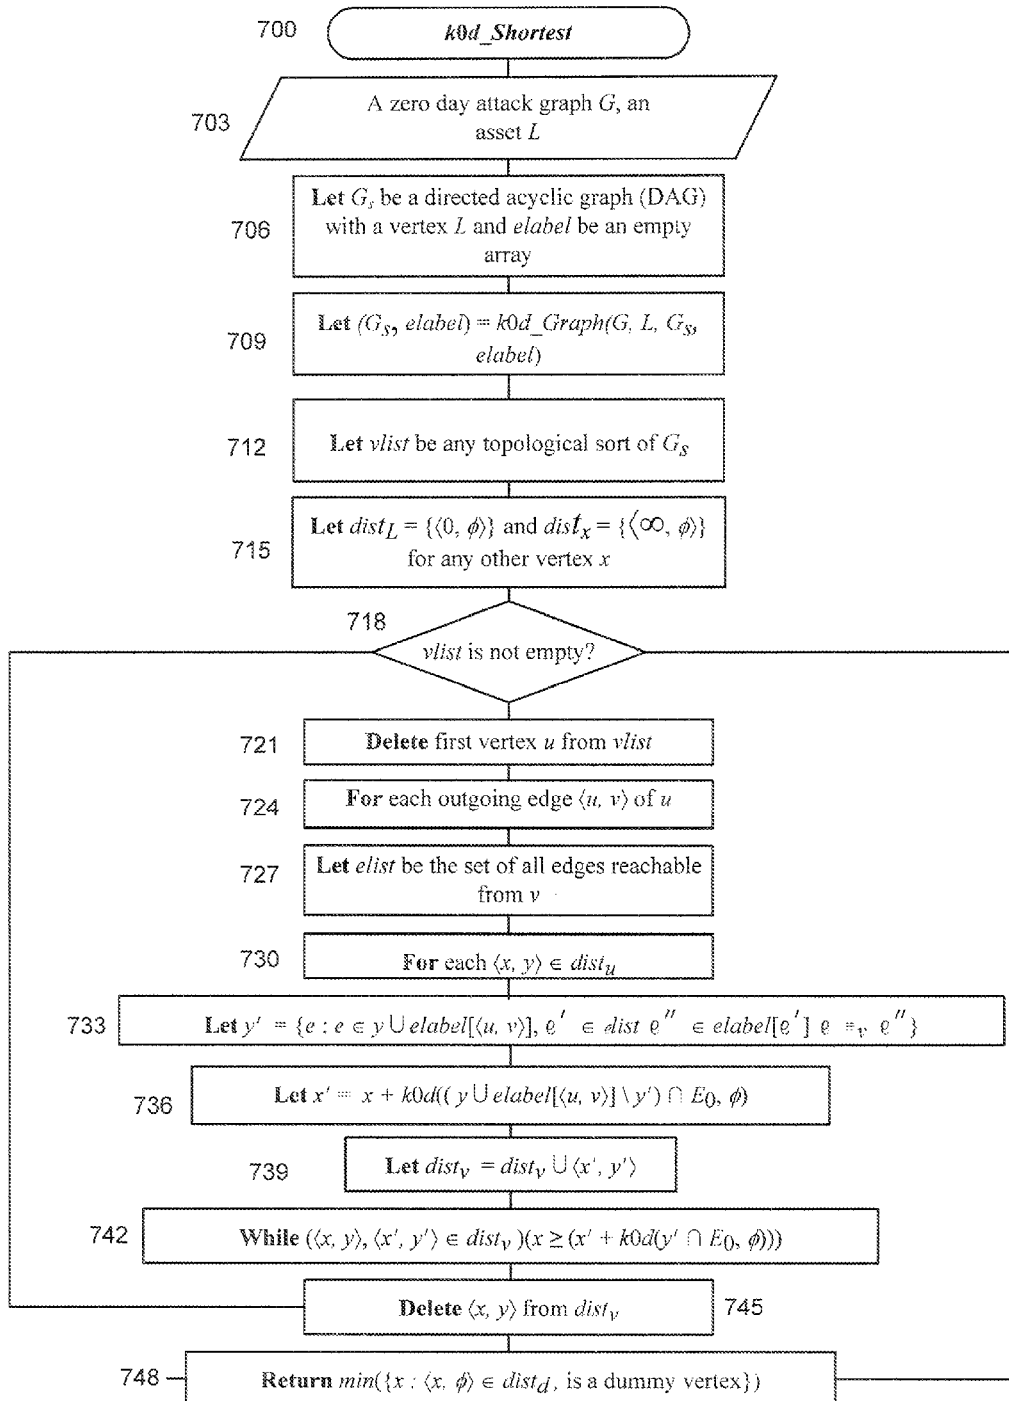 700
k0d_Shortest
703
A zero day attack graph G, an
asset L
706
Let Gs be a directed acyclic graph (DAG)
with a vertex L and elabel be an empty
array
709
Let (GS, elabel) = k0d_Graph(G, L, GS,
elabel)
712
Let vlist be any topological sort of GS
715
Let distL = {⟨0, ϕ⟩} and distx = {⟨∞, ϕ⟩}
for any other vertex x
718
vlist is not empty?
721
Delete first vertex u from vlist
724
For each outgoing edge ⟨u, v⟩ of u
727
Let elist be the set of all edges reachable
from v
730
For each ⟨x, y⟩ ∈ distu
733
Let y′ = {e : e ∈ y ∪ elabel[⟨u, v⟩], e′ ∈ elist e″ ∈ elabel[e′] e ≡v e″}
736
Let x′ = x + k0d(( y ∪ elabel[⟨u, v⟩] \ y′) ∩ E0, ϕ)
739
Let distv = distv ∪ ⟨x′, y′⟩
742
While (⟨x, y⟩, ⟨x′, y′⟩ ∈ distv )(x ≥ (x′ + k0d(y′ ∩ E0, ϕ)))
Delete ⟨x, y⟩ from distv
745
748
Return min({x : ⟨x, ϕ⟩ ∈ distd , is a dummy vertex})